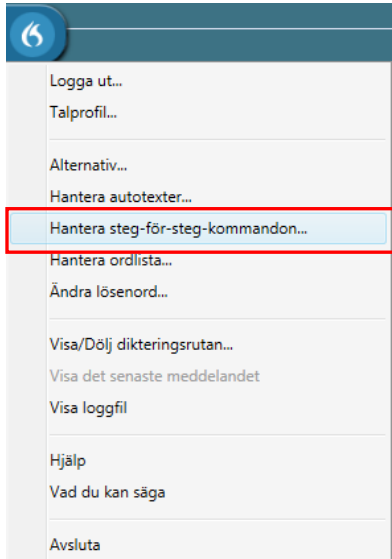 Logga ut...
Talprofil...
Alternativ...
Hantera autotexter...
Hantera steg-för-steg-kommandon...
Hantera ordlista...
Ändra lösenord...
Visa/Dölj dikteringsrutan...
Visa det senaste meddelandet
Visa loggfil
Hjälp
Vad du kan säga
Avsluta